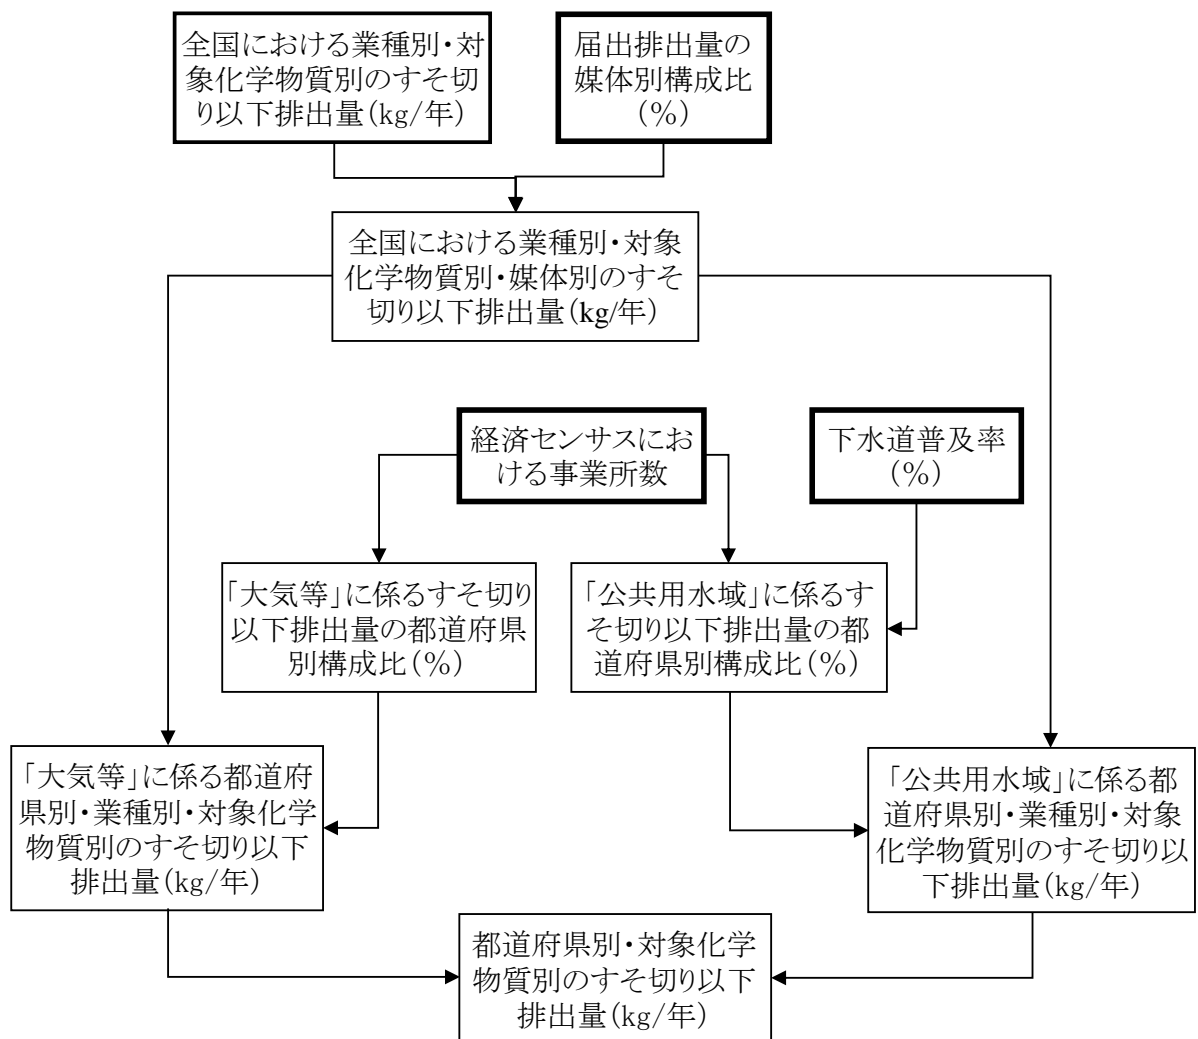 全国における業種別・対
象化学物質別のすそ切
り以下排出量(kg/年)
届出排出量の
媒体別構成比
(%)
全国における業種別・対象
化学物質別・媒体別のすそ
切り以下排出量(kg/年)
経済センサスにお
ける事業所数
下水道普及率
(%)
「大気等」に係るすそ切り
以下排出量の都道府県
別構成比(%)
「公共用水域」に係るす
そ切り以下排出量の都
道府県別構成比(%)
「大気等」に係る都道府
県別・業種別・対象化学
物質別のすそ切り以下
排出量(kg/年)
「公共用水域」に係る都
道府県別・業種別・対象
化学物質別のすそ切り以
下排出量(kg/年)
都道府県別・対象化学
物質別のすそ切り以下
排出量(kg/年)